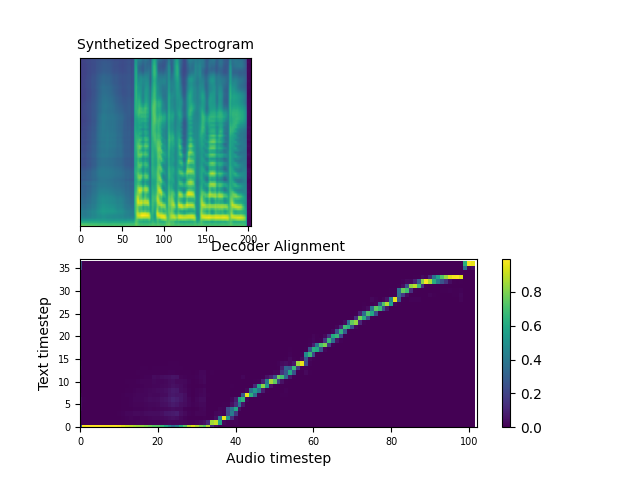 Synthetized Spectrogram
0 50 100 150 200
Decoder Alignment
Text timestep
35
30
25
20
15
10
5
0
0 20 40 60 80 100
Audio timestep
0.8
0.6
0.4
0.2
0.0